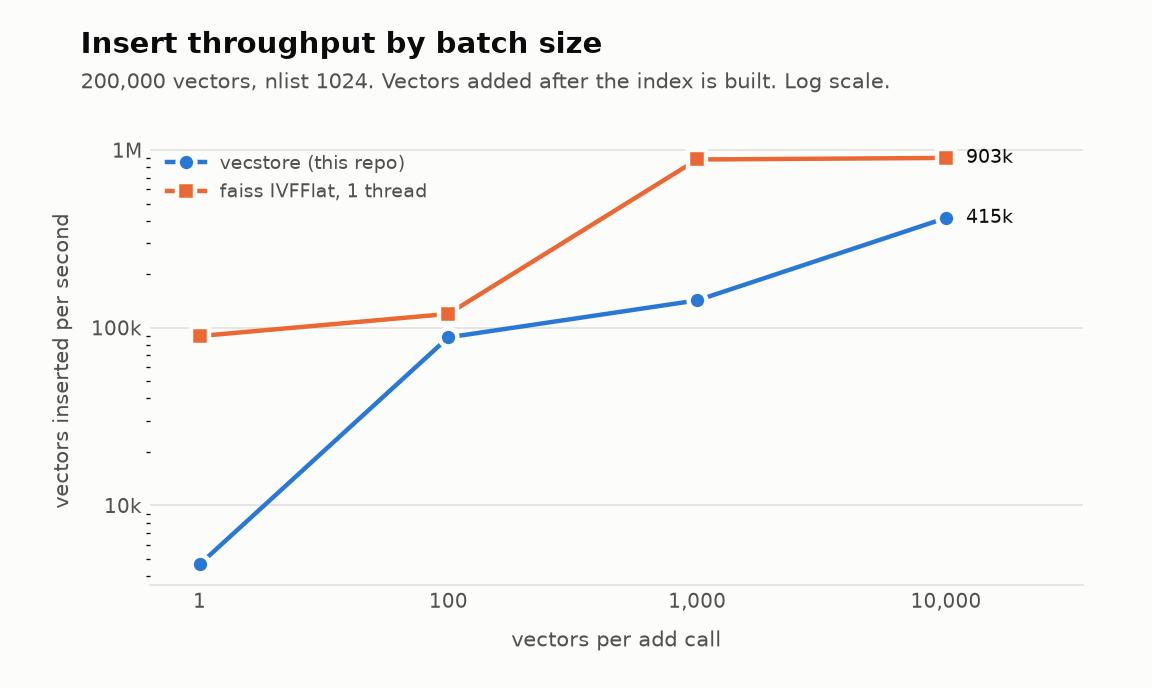 Insert throughput by batch size
200,000 vectors, nlist 1024. Vectors added after the index is built. Log scale.
vecstore (this repo)
faiss IVFFlat, 1 thread
1M
100k
10k
903k
415k
vectors inserted per second
1
100
1,000
10,000
vectors per add call